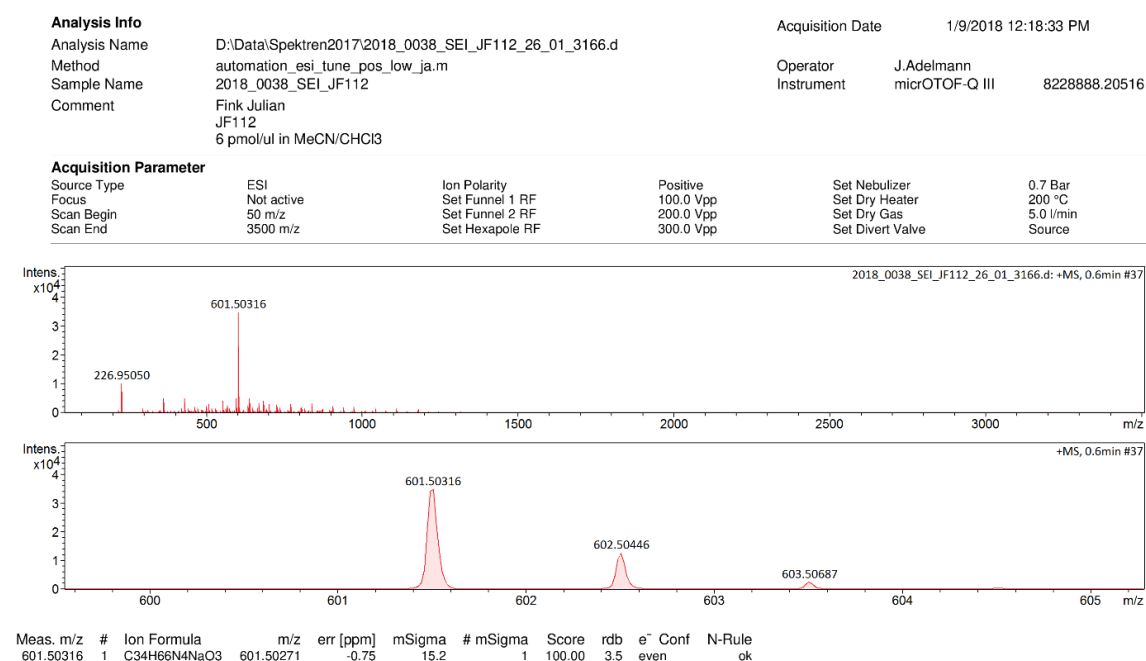 Analysis Info
Acquisition Date 1/9/2018 12:18:33 PM
Analysis Name D:\Data\Spektren2017\2018_0038_SEI_JF112_26_01_3166.d
Method automation_esi_tune_pos_low_ja.m Operator J.Adelmann
Sample Name 2018_0038_SEI_JF112 Instrument micrOTOF-Q III 8228888.20516
Comment Fink Julian
JF112
6 pmol/ul in MeCN/CHCl3
Acquisition Parameter
Source Type ESI Ion Polarity Positive Set Nebulizer 0.7 Bar
Focus Not active Set Funnel 1 RF 100.0 Vpp Set Dry Heater 200 °C
Scan Begin 50 m/z Set Funnel 2 RF 200.0 Vpp Set Dry Gas 5.0 l/min
Scan End 3500 m/z Set Hexapole RF 300.0 Vpp Set Divert Valve Source
Intens.
x10⁴
2018_0038_SEI_JF112_26_01_3166.d: +MS, 0.6min #37
4
601.50316
3
2
226.95050
1
0
500 1000 1500 2000 2500 3000 m/z
Intens.
x10⁴
+MS, 0.6min #37
4
601.50316
3
2
602.50446
1
603.50687
0
600 601 602 603 604 605 m/z
Meas. m/z # Ion Formula m/z err [ppm] mSigma # mSigma Score rdb e⁻ Conf N-Rule
601.50316 1 C34H66N4NaO3 601.50271 -0.75 15.2 1 100.00 3.5 even ok